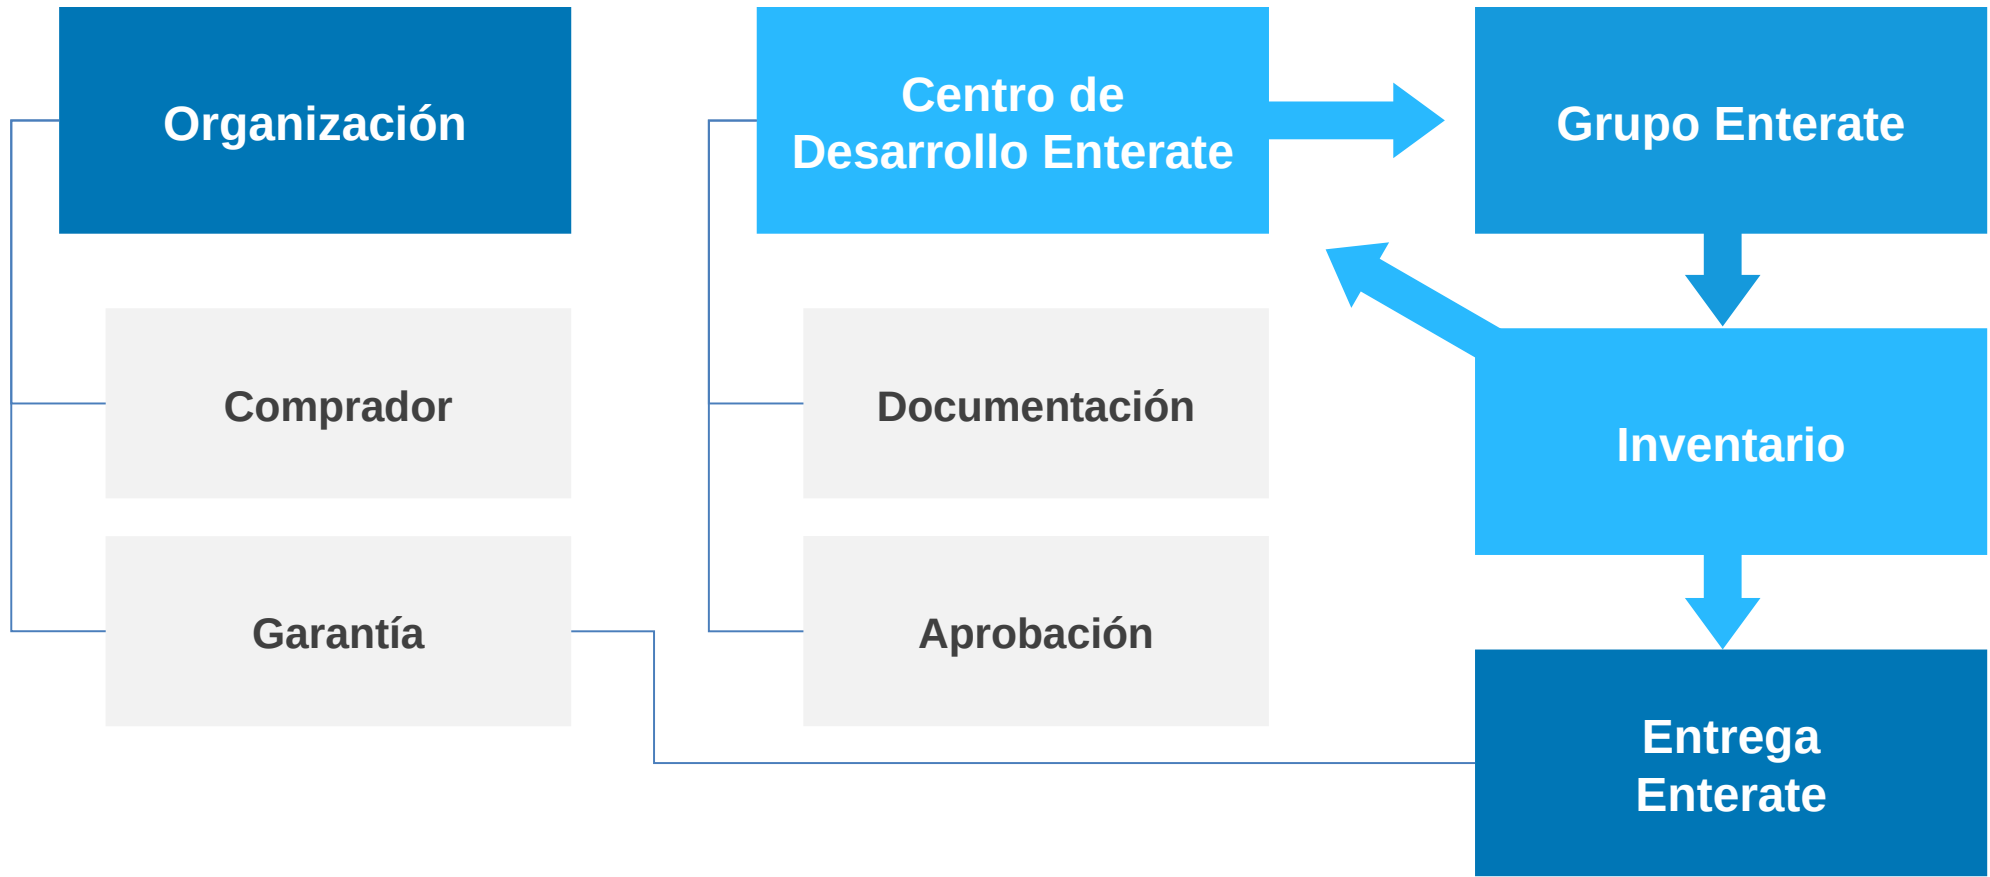 Organización
Centro de
Desarrollo Enterate
Grupo Enterate
Comprador
Documentación
Inventario
Garantía
Aprobación
Entrega
Enterate